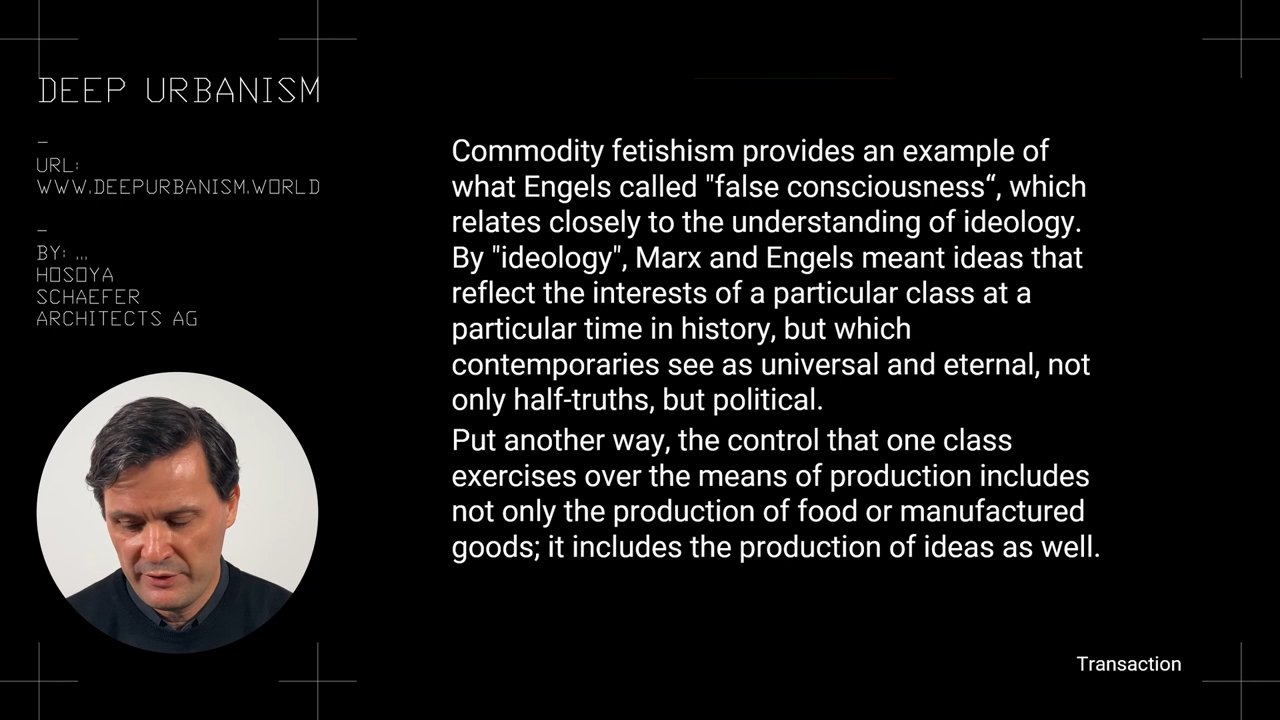 DEEP URBANISM
–
URL:
WWW.DEEPURBANISM.WORLD
–
BY: ...
HOSOYA
SCHAEFER
ARCHITECTS AG
Commodity fetishism provides an example of
what Engels called "false consciousness“, which
relates closely to the understanding of ideology.
By "ideology", Marx and Engels meant ideas that
reflect the interests of a particular class at a
particular time in history, but which
contemporaries see as universal and eternal, not
only half-truths, but political.
Put another way, the control that one class
exercises over the means of production includes
not only the production of food or manufactured
goods; it includes the production of ideas as well.
Transaction